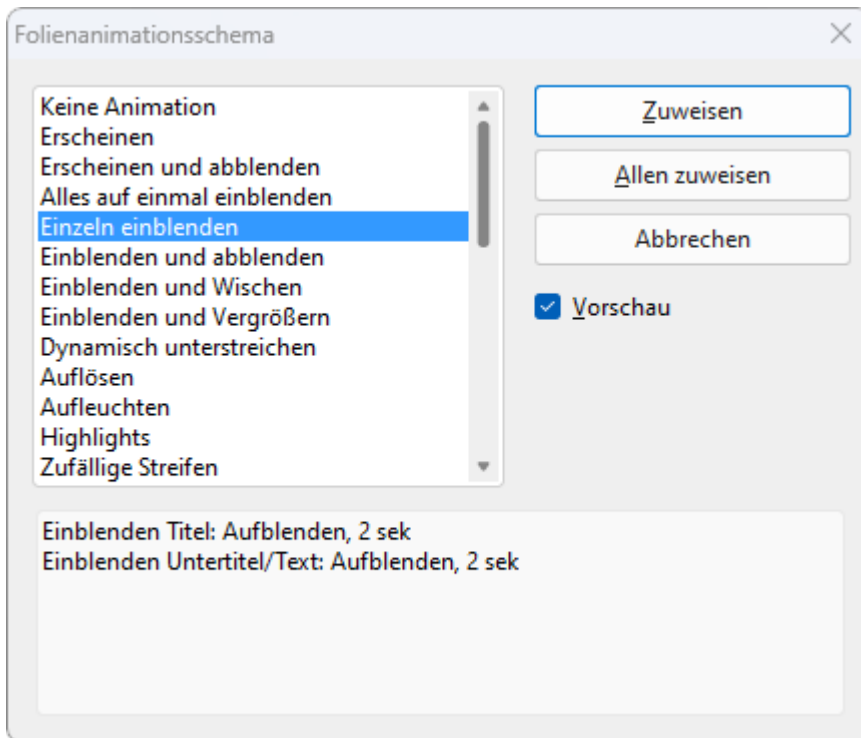 Folienanimationsschema
Keine Animation
Erscheinen
Erscheinen und abblenden
Alles auf einmal einblenden
Einzeln einblenden
Einblenden und abblenden
Einblenden und Wischen
Einblenden und Vergrößern
Dynamisch unterstreichen
Auflösen
Aufleuchten
Highlights
Zufällige Streifen
Zuweisen
Allen zuweisen
Abbrechen
Vorschau
Einblenden Titel: Aufblenden, 2 sek
Einblenden Untertitel/Text: Aufblenden, 2 sek